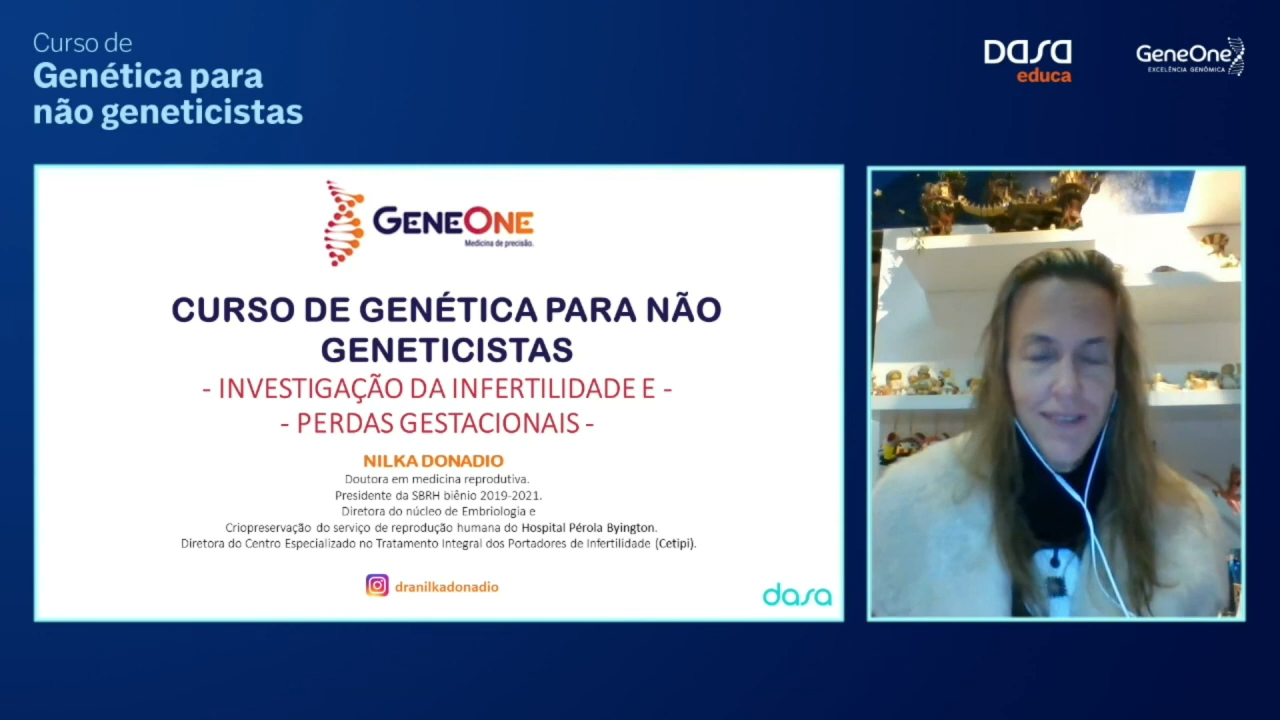 Curso de
Genética para
não geneticistas
Dasa
educa
GeneOne
EXCELÊNCIA GENÔMICA
GENEONE
Medicina de precisão.
CURSO DE GENÉTICA PARA NÃO
GENETICISTAS
- INVESTIGAÇÃO DA INFERTILIDADE E -
- PERDAS GESTACIONAIS -
NILKA DONADIO
Doutora em medicina reprodutiva.
Presidente da SBRH biênio 2019-2021.
Diretora do núcleo de Embriologia e
Criopreservação do serviço de reprodução humana do Hospital Pérola Byington.
Diretora do Centro Especializado no Tratamento Integral dos Portadores de Infertilidade (Cetipi).
dranilkadonadio
dasa